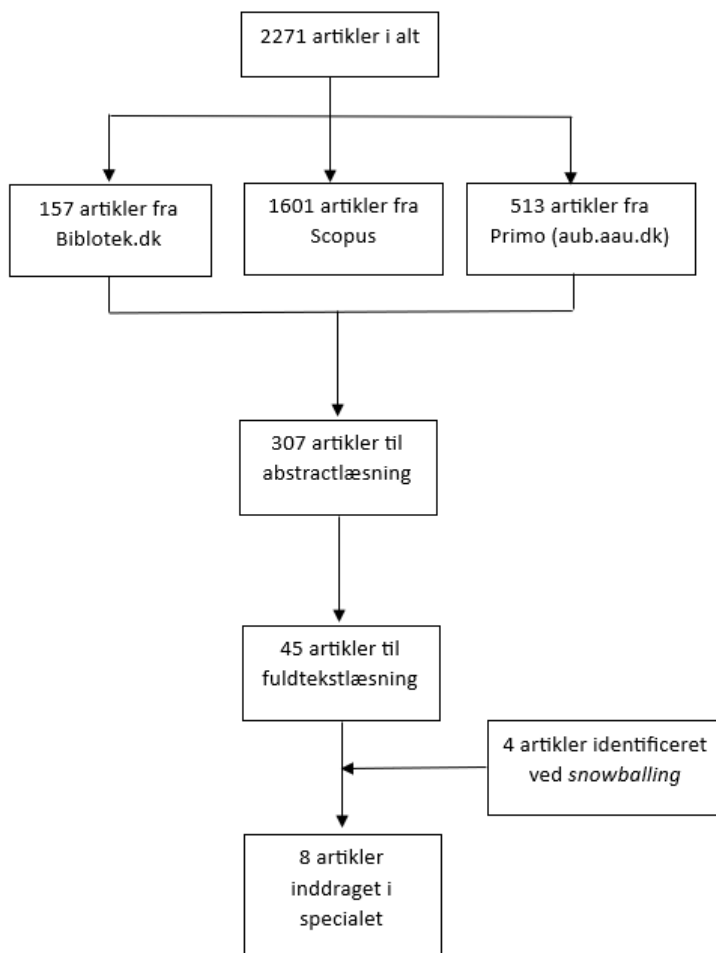 2271 artikler i alt
157 artikler fra
Biblotek.dk
1601 artikler fra
Scopus
513 artikler fra
Primo (aub.aau.dk)
307 artikler til
abstractlæsning
45 artikler til
fuldtekstlæsning
4 artikler identificeret
ved snowballing
8 artikler
inddraget i
specialet